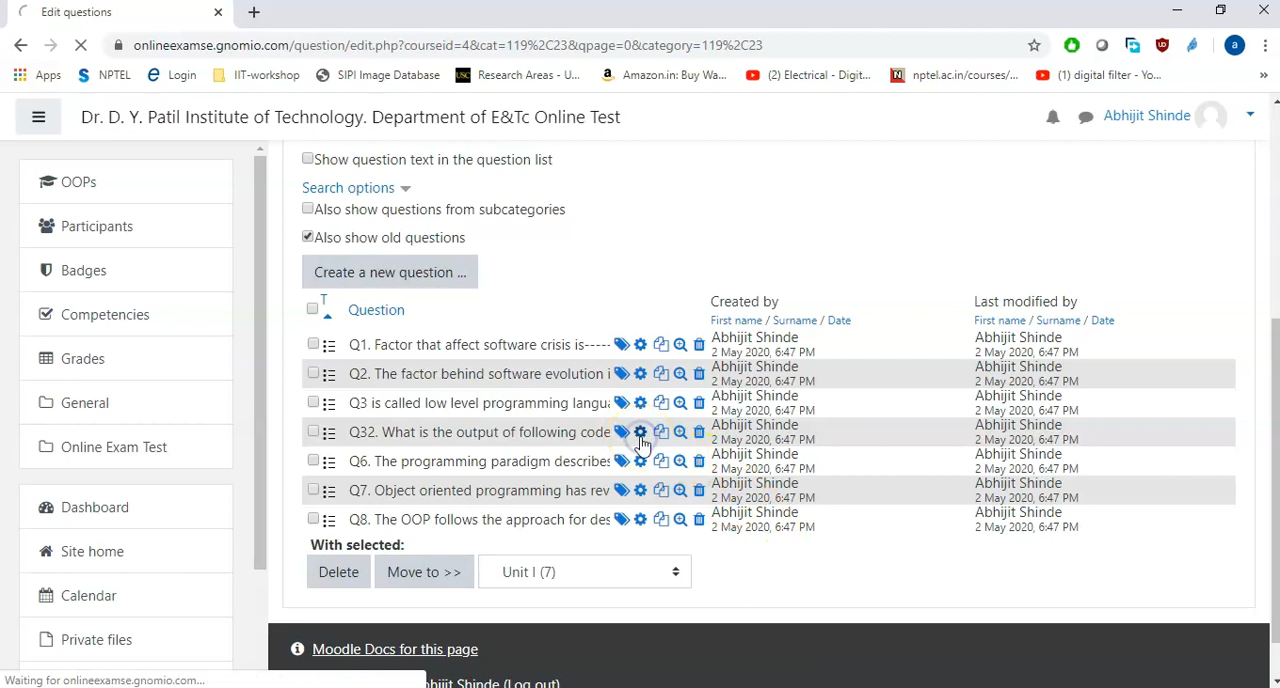 Edit questions
onlineexamse.gnomio.com/question/edit.php?courseid=4&cat=119%2C23&qpage=0&category=119%2C23
Apps NPTEL Login IIT-workshop SIPI Image Database Research Areas - U... Amazon.in: Buy Wa... (2) Electrical - Digit... nptel.ac.in/courses/... (1) digital filter - Yo... »
Dr. D. Y. Patil Institute of Technology. Department of E&Tc Online Test Abhijit Shinde
OOPs
Participants
Badges
Competencies
Grades
General
Online Exam Test
Dashboard
Site home
Calendar
Private files
Show question text in the question list
Search options
Also show questions from subcategories
Also show old questions
Create a new question ...
T Question Created by Last modified by
First name / Surname / Date First name / Surname / Date
Q1. Factor that affect software crisis is----- Abhijit Shinde Abhijit Shinde
2 May 2020, 6:47 PM 2 May 2020, 6:47 PM
Q2. The factor behind software evolution i Abhijit Shinde Abhijit Shinde
2 May 2020, 6:47 PM 2 May 2020, 6:47 PM
Q3 is called low level programming langu Abhijit Shinde Abhijit Shinde
2 May 2020, 6:47 PM 2 May 2020, 6:47 PM
Q32. What is the output of following code Abhijit Shinde Abhijit Shinde
2 May 2020, 6:47 PM 2 May 2020, 6:47 PM
Q6. The programming paradigm describes Abhijit Shinde Abhijit Shinde
2 May 2020, 6:47 PM 2 May 2020, 6:47 PM
Q7. Object oriented programming has rev Abhijit Shinde Abhijit Shinde
2 May 2020, 6:47 PM 2 May 2020, 6:47 PM
Q8. The OOP follows the approach for des Abhijit Shinde Abhijit Shinde
2 May 2020, 6:47 PM 2 May 2020, 6:47 PM
With selected:
Delete Move to >> Unit I (7)
Moodle Docs for this page
bhijit Shinde (Log out)
Waiting for onlineexamse.gnomio.com...